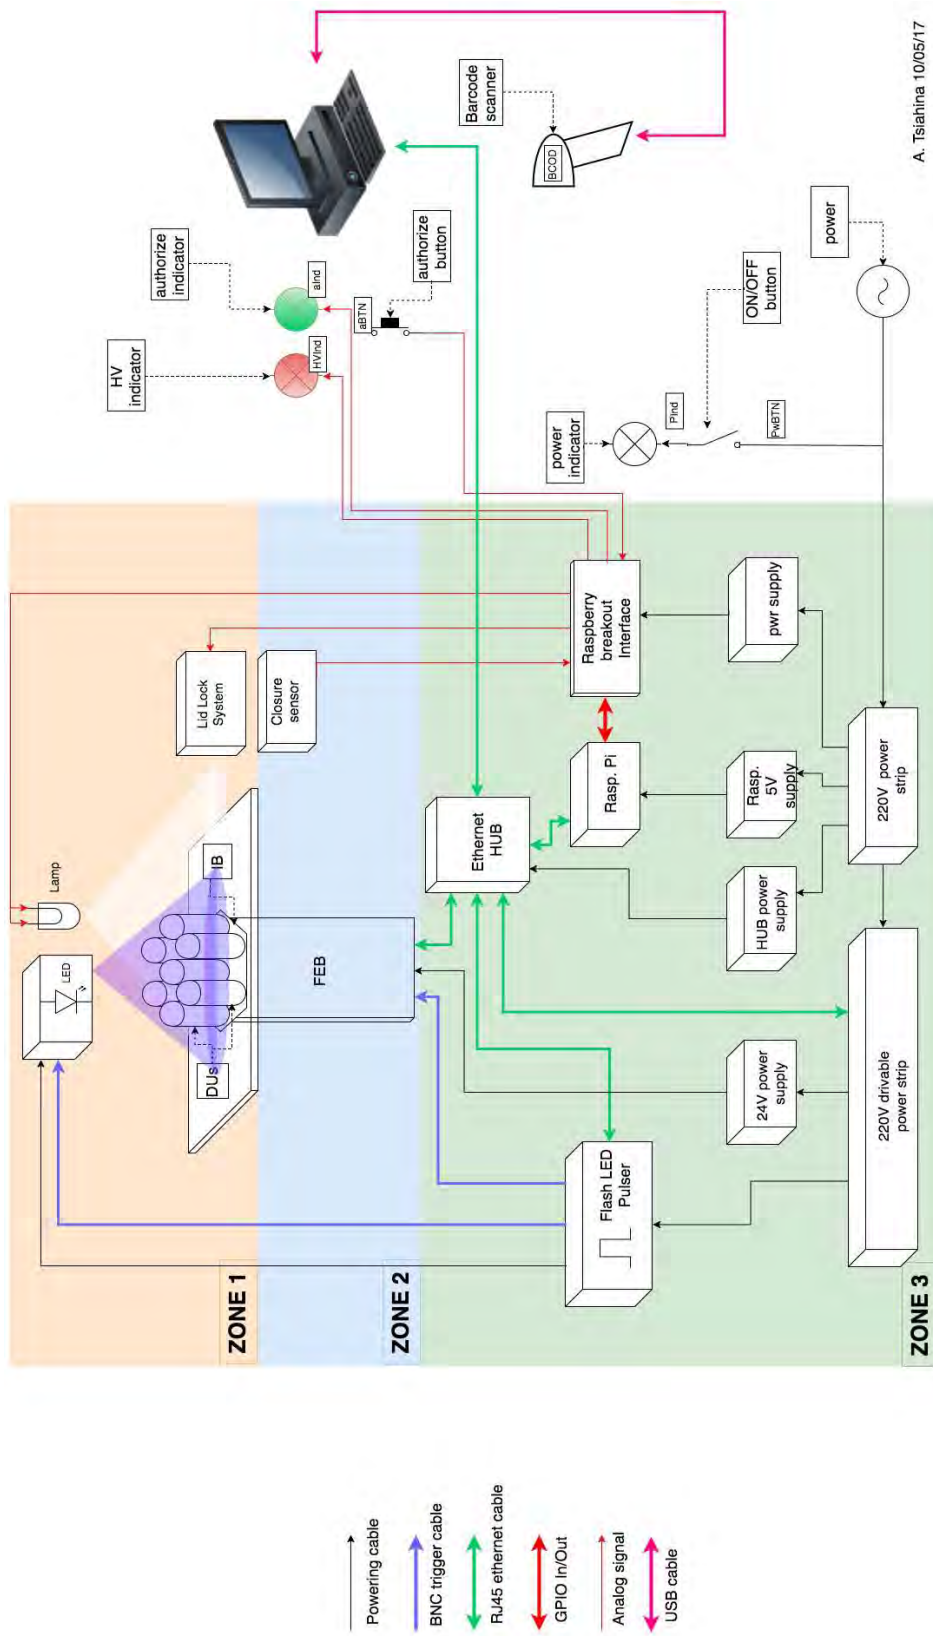 Lamp
LED
DUs
IB
Lid Lock
System
ZONE 1
FEB
Closure
sensor
ZONE 2
Ethernet
HUB
Flash LED
Pulser
Rasp. Pi
Raspberry
breakout
Interface
24V power
supply
HUB power
supply
Rasp.
5V
supply
pwr supply
220V drivable
power strip
220V power
strip
ZONE 3
HV
indicator
HVInd
authorize
indicator
aInd
aBTN
authorize
button
Barcode
scanner
BCOD
power
indicator
PInd
PwBTN
ON/OFF
button
power
A. Tsiahina 10/05/17
Powering cable
BNC trigger cable
RJ45 ethernet cable
GPIO In/Out
Analog signal
USB cable